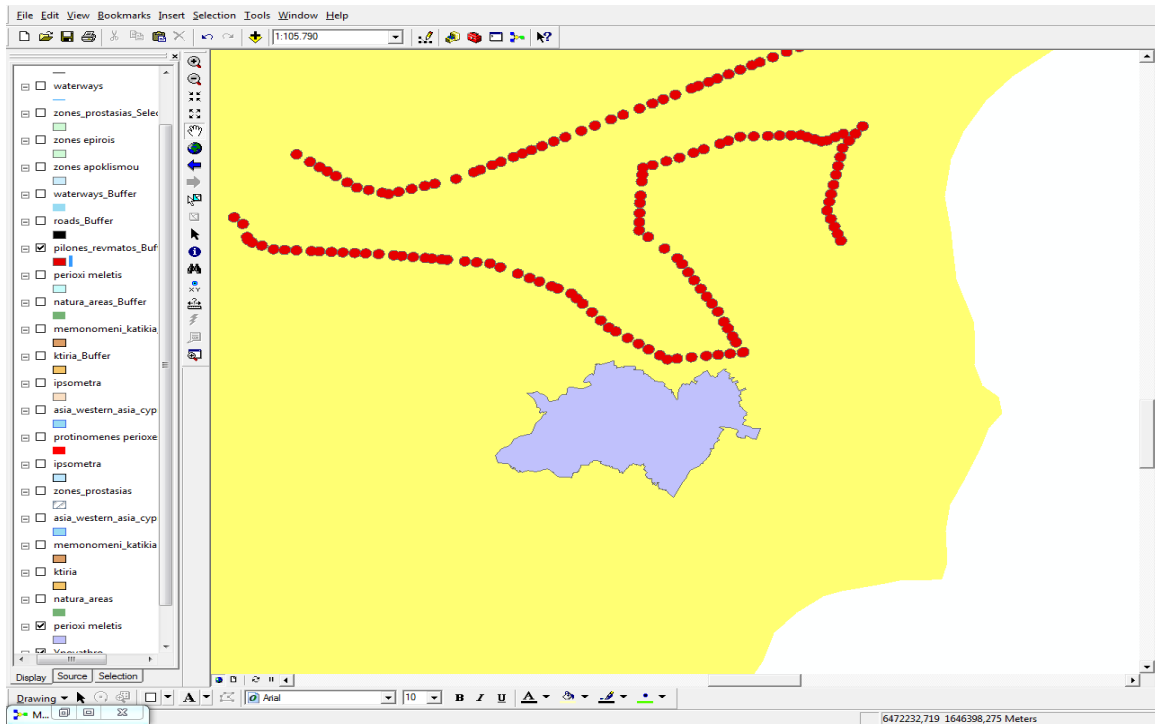 File Edit View Bookmarks Insert Selection Tools Window Help
1:105.790
waterways
zones_prostasias_Selec
zones epirois
zones apoklismou
waterways_Buffer
roads_Buffer
pilones_revmatos_Buf
perioxi meletis
natura_areas_Buffer
memonomeni_katikia_
ktiria_Buffer
ipsometra
asia_western_asia_cyp
protinomenes perioxe
ipsometra
zones_prostasias
asia_western_asia_cyp
memonomeni_katikia
ktiria
natura_areas
perioxi meletis
Display Source Selection
Drawing A Arial 10 B I U A
M...
6472232,719 1646398,275 Meters